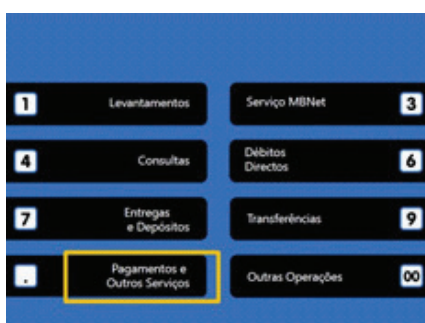 1 Levantamentos
Serviço MBNet 3
4 Consultas
Débitos
Directos 6
7 Entregas
e Depósitos
Transferências 9
. Pagamentos e
Outros Serviços
Outras Operações 00